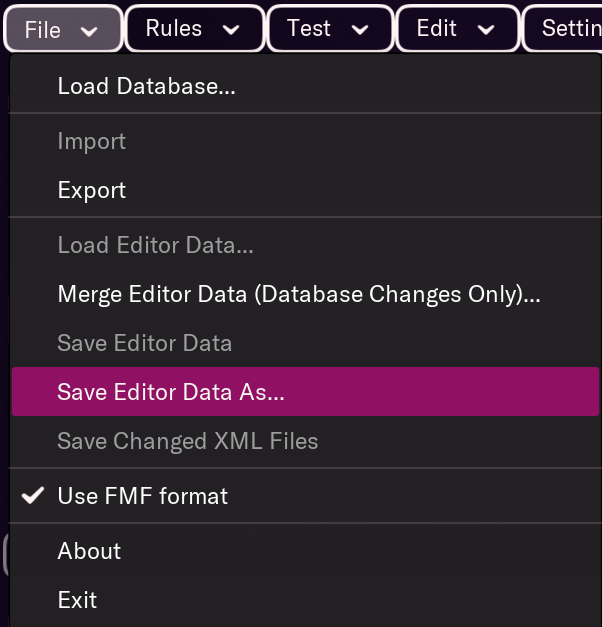 File
Rules
Test
Edit
Settin
Load Database...
Import
Export
Load Editor Data...
Merge Editor Data (Database Changes Only)...
Save Editor Data
Save Editor Data As...
Save Changed XML Files
Use FMF format
About
Exit